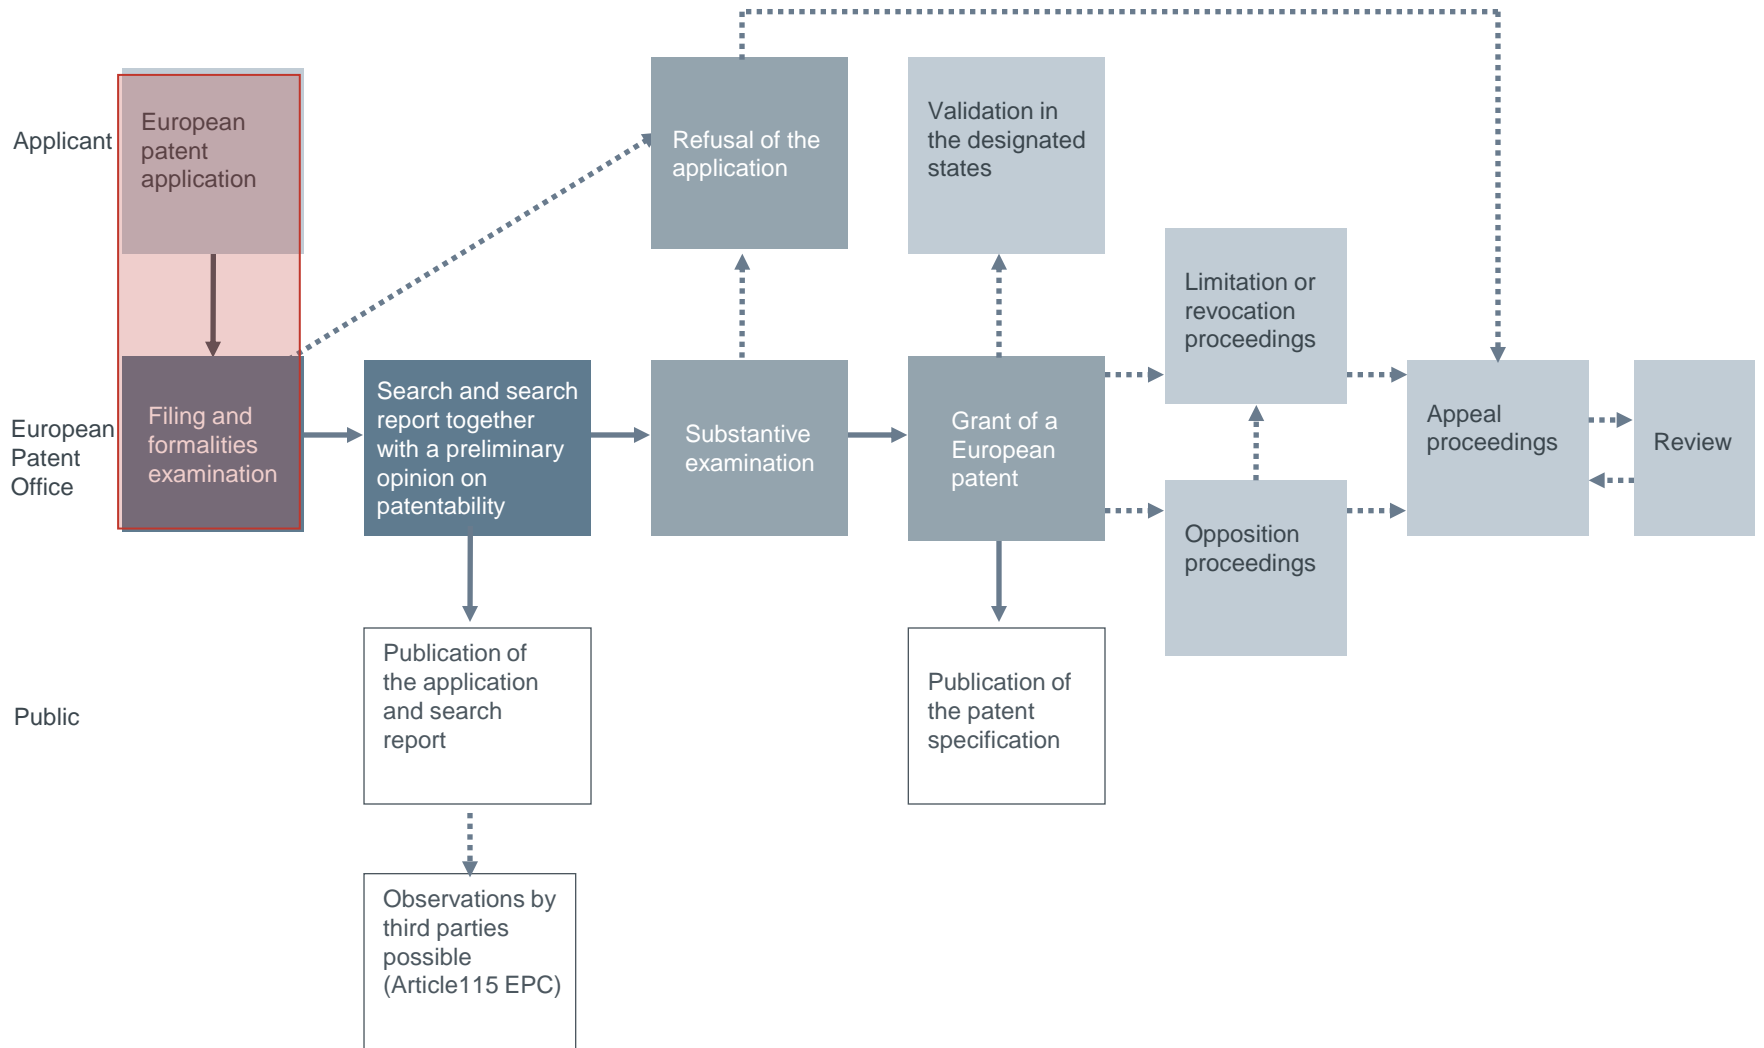 Applicant
European
patent
application
Refusal of the
application
Validation in
the designated
states
Limitation or
revocation
proceedings
European
Patent
Office
Filing and
formalities
examination
Search and search
report together
with a preliminary
opinion on
patentability
Substantive
examination
Grant of a
European
patent
Appeal
proceedings
Review
Opposition
proceedings
Public
Publication of
the application
and search
report
Publication of
the patent
specification
Observations by
third parties
possible
(Article115 EPC)